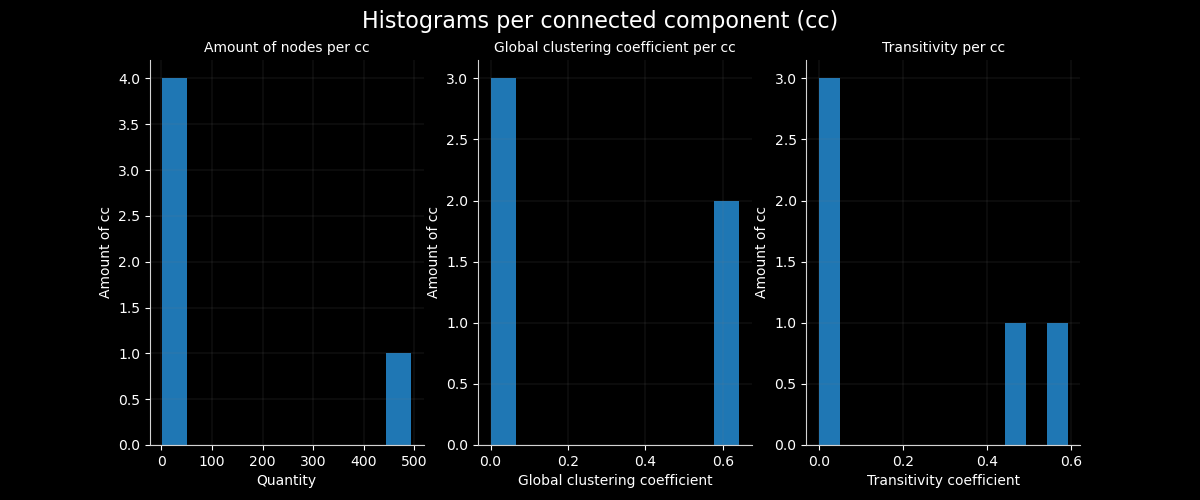 Histograms per connected component (cc)
Amount of nodes per cc
Global clustering coefficient per cc
Transitivity per cc
4.0
3.5
3.0
2.5
2.0
1.5
1.0
0.5
0.0
Amount of cc
0 100 200 300 400 500
Quantity
3.0
2.5
2.0
1.5
1.0
0.5
0.0
Amount of cc
0.0 0.2 0.4 0.6
Global clustering coefficient
3.0
2.5
2.0
1.5
1.0
0.5
0.0
Amount of cc
0.0 0.2 0.4 0.6
Transitivity coefficient